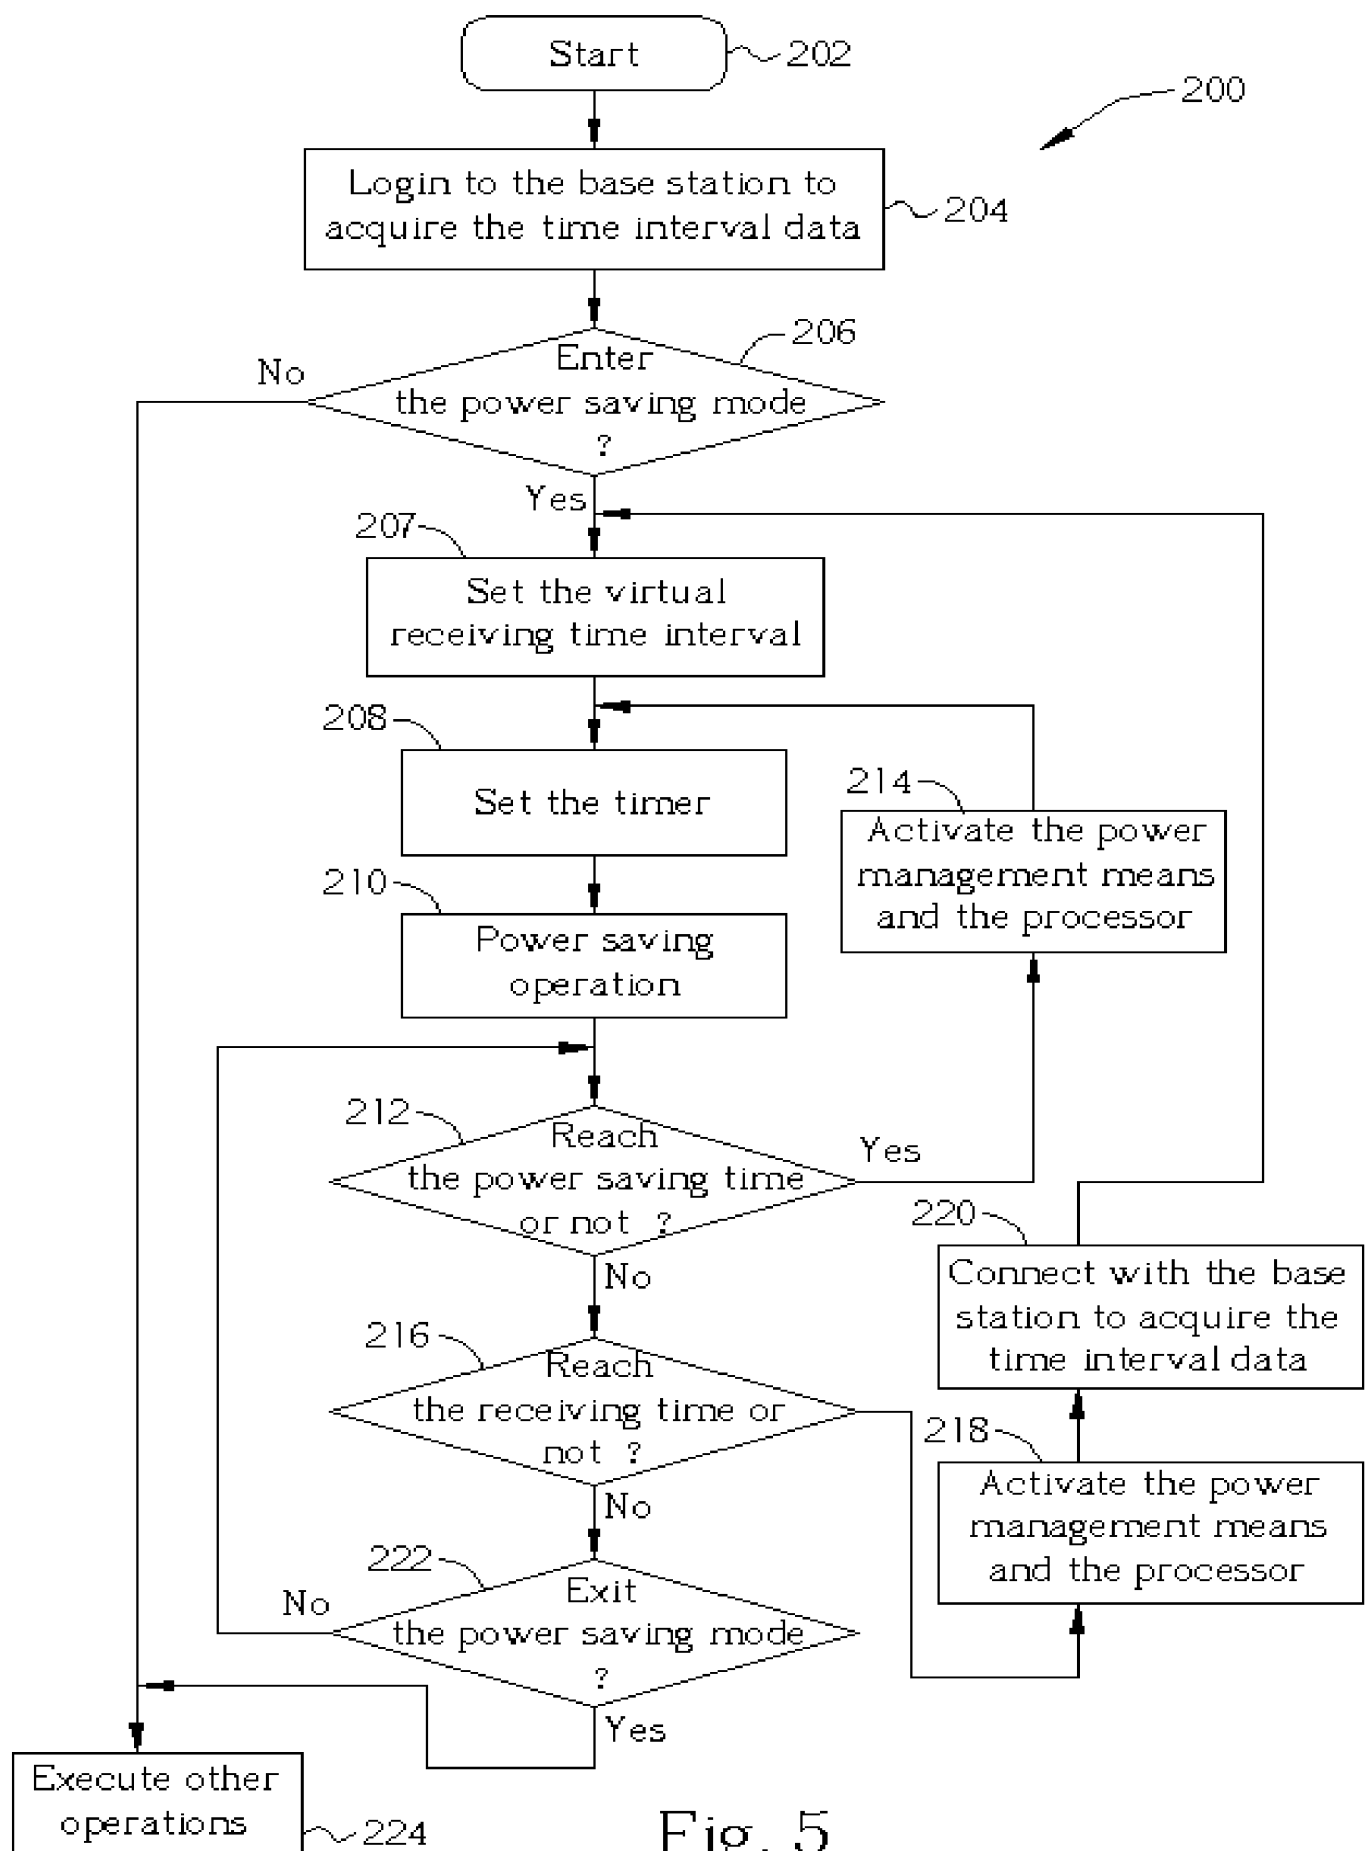 Start
202
200
Login to the base station to
acquire the time interval data
204
206
Enter
the power saving mode
?
No
Yes
207
Set the virtual
receiving time interval
208
Set the timer
214
Activate the power
management means
and the processor
210
Power saving
operation
212
Reach
the power saving time
or not ?
Yes
No
220
Connect with the base
station to acquire the
time interval data
216
Reach
the receiving time or
not ?
No
218
Activate the power
management means
and the processor
222
Exit
the power saving mode
?
No
Yes
Execute other
operations
224
Fig. 5